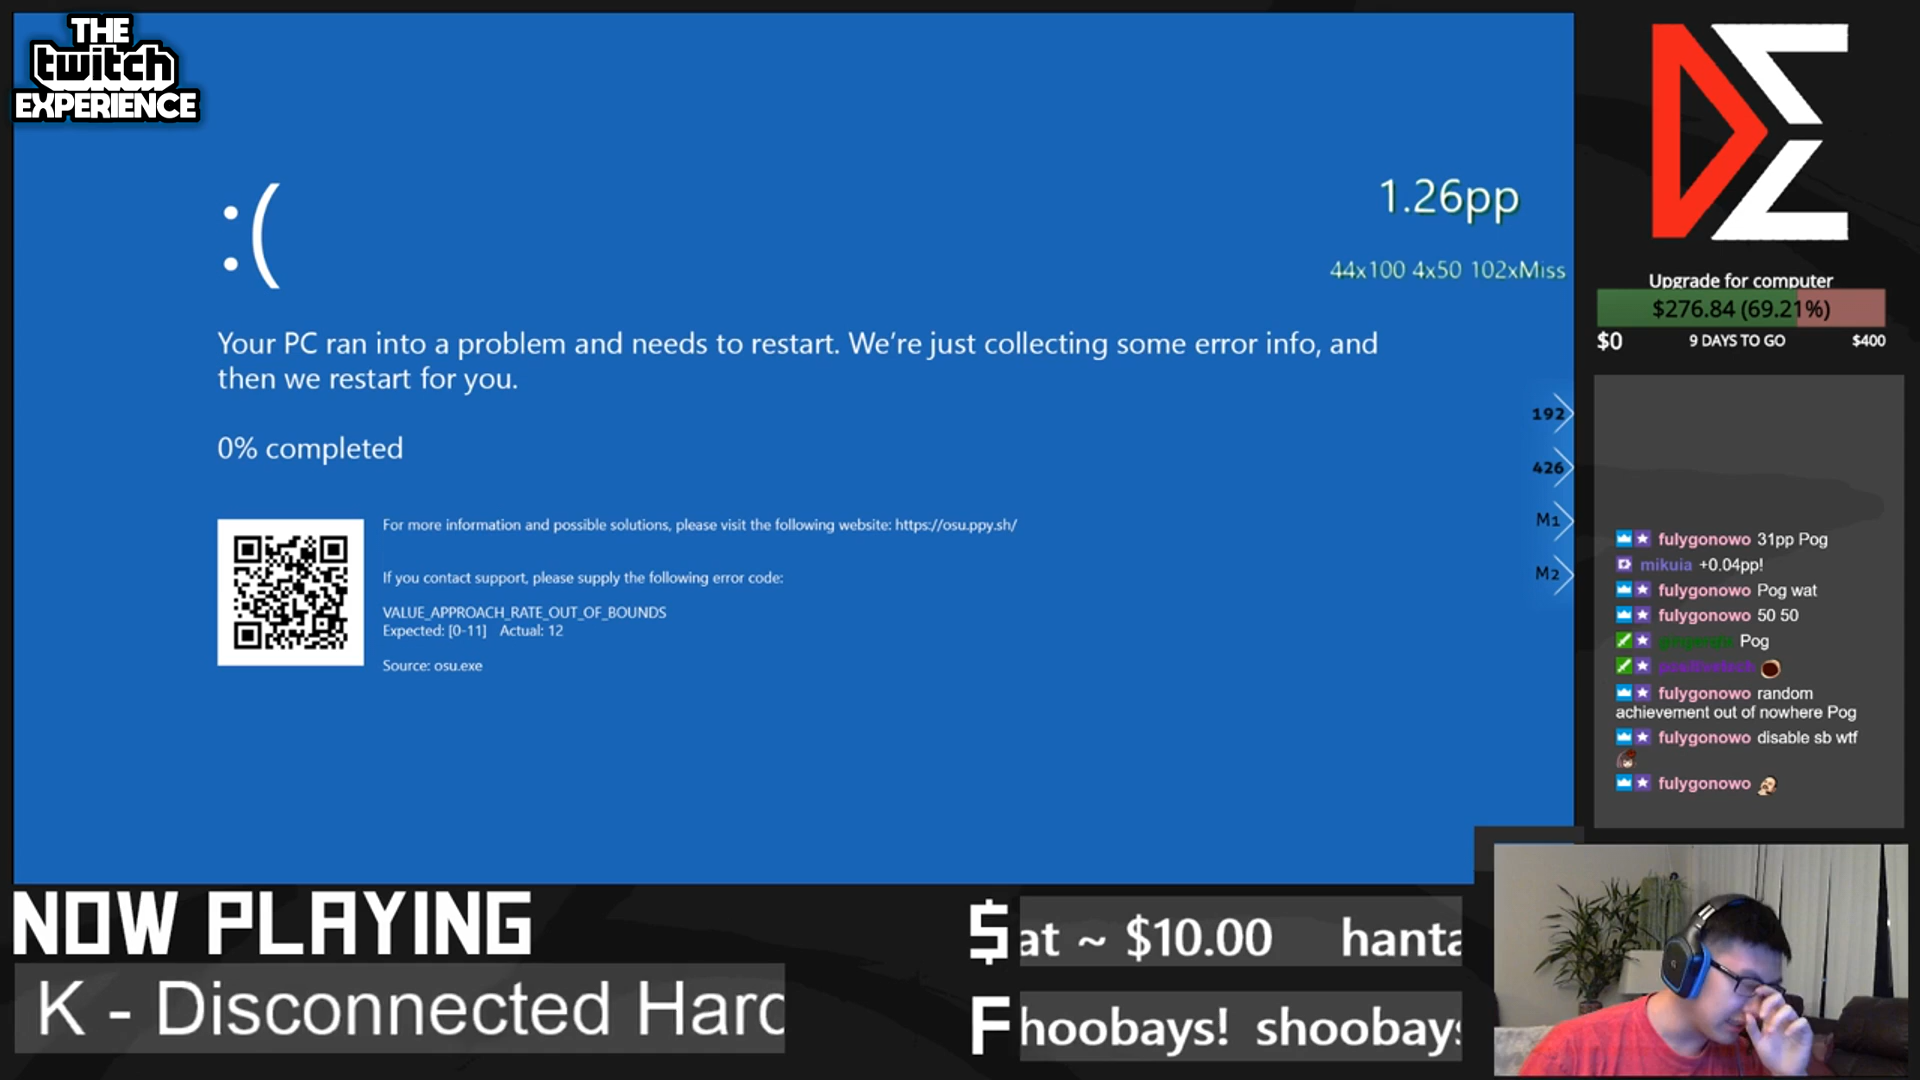 THE
twitch
EXPERIENCE
:(
1.26pp
44x100 4x50 102xMiss
Your PC ran into a problem and needs to restart. We're just collecting some error info, and
then we restart for you.
0% completed
For more information and possible solutions, please visit the following website: https://osu.ppy.sh/
If you contact support, please supply the following error code:
VALUE_APPROACH_RATE_OUT_OF_BOUNDS
Expected: [0-11] Actual: 12
Source: osu.exe
192
426
M1
M2
Upgrade for computer
$276.84 (69.21%)
$0 9 DAYS TO GO $400
fulygonowo 31pp Pog
mikuia +0.04pp!
fulygonowo Pog wat
fulygonowo 50 50
Pog
fulygonowo random
achievement out of nowhere Pog
fulygonowo disable sb wtf
fulygonowo
NOW PLAYING
K - Disconnected Hard
$ at ~ $10.00 hanta
F hoobays! shoobays